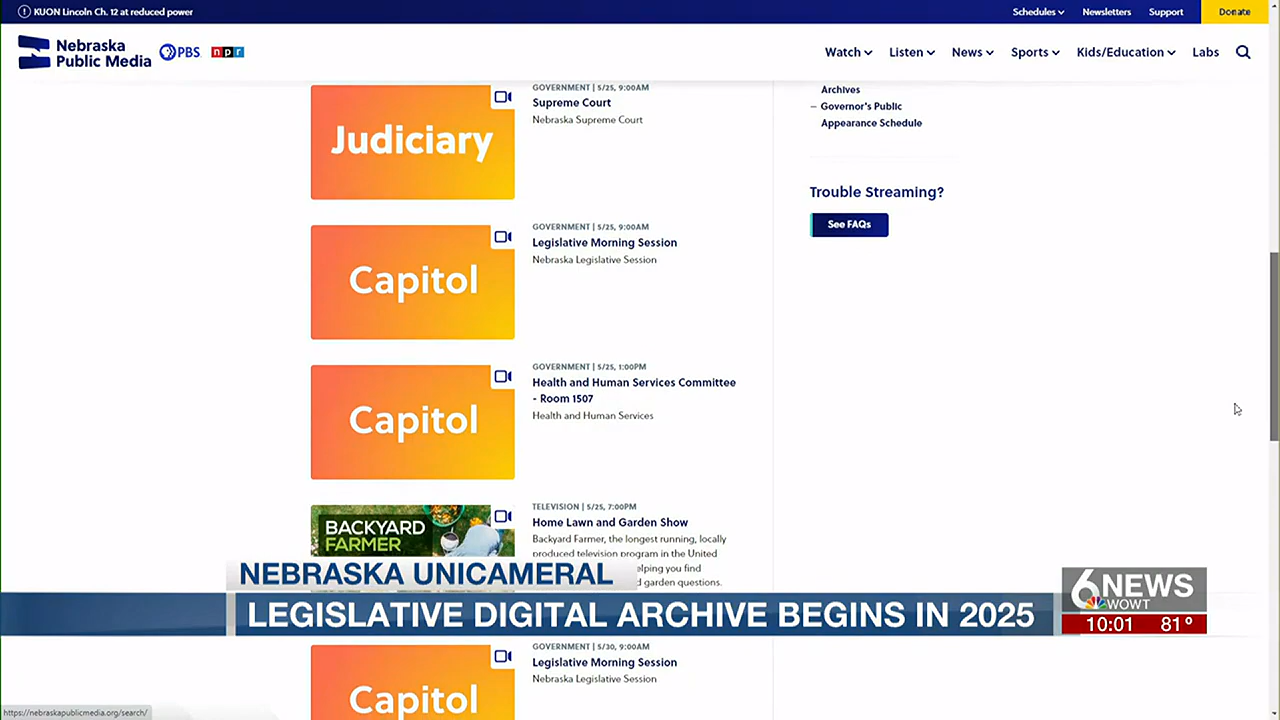 KUON Lincoln Ch. 12 at reduced power
Schedules
Newsletters
Support
Donate
Nebraska
Public Media
PBS
npr
Watch
Listen
News
Sports
Kids/Education
Labs
GOVERNMENT | 5/25, 9:00AM
Judiciary
Supreme Court
Nebraska Supreme Court
Archives
– Governor's Public
Appearance Schedule
Trouble Streaming?
See FAQs
GOVERNMENT | 5/25, 9:00AM
Capitol
Legislative Morning Session
Nebraska Legislative Session
GOVERNMENT | 5/25, 1:00PM
Capitol
Health and Human Services Committee
- Room 1507
Health and Human Services
TELEVISION | 5/25, 7:00PM
BACKYARD
FARMER
Home Lawn and Garden Show
Backyard Farmer, the longest running, locally
produced television program in the United
elping you find
d garden questions.
NEBRASKA UNICAMERAL
LEGISLATIVE DIGITAL ARCHIVE BEGINS IN 2025
6 NEWS
WOWT
10:01 81°
GOVERNMENT | 5/30, 9:00AM
Capitol
Legislative Morning Session
Nebraska Legislative Session
https://nebraskapublicmedia.org/search/